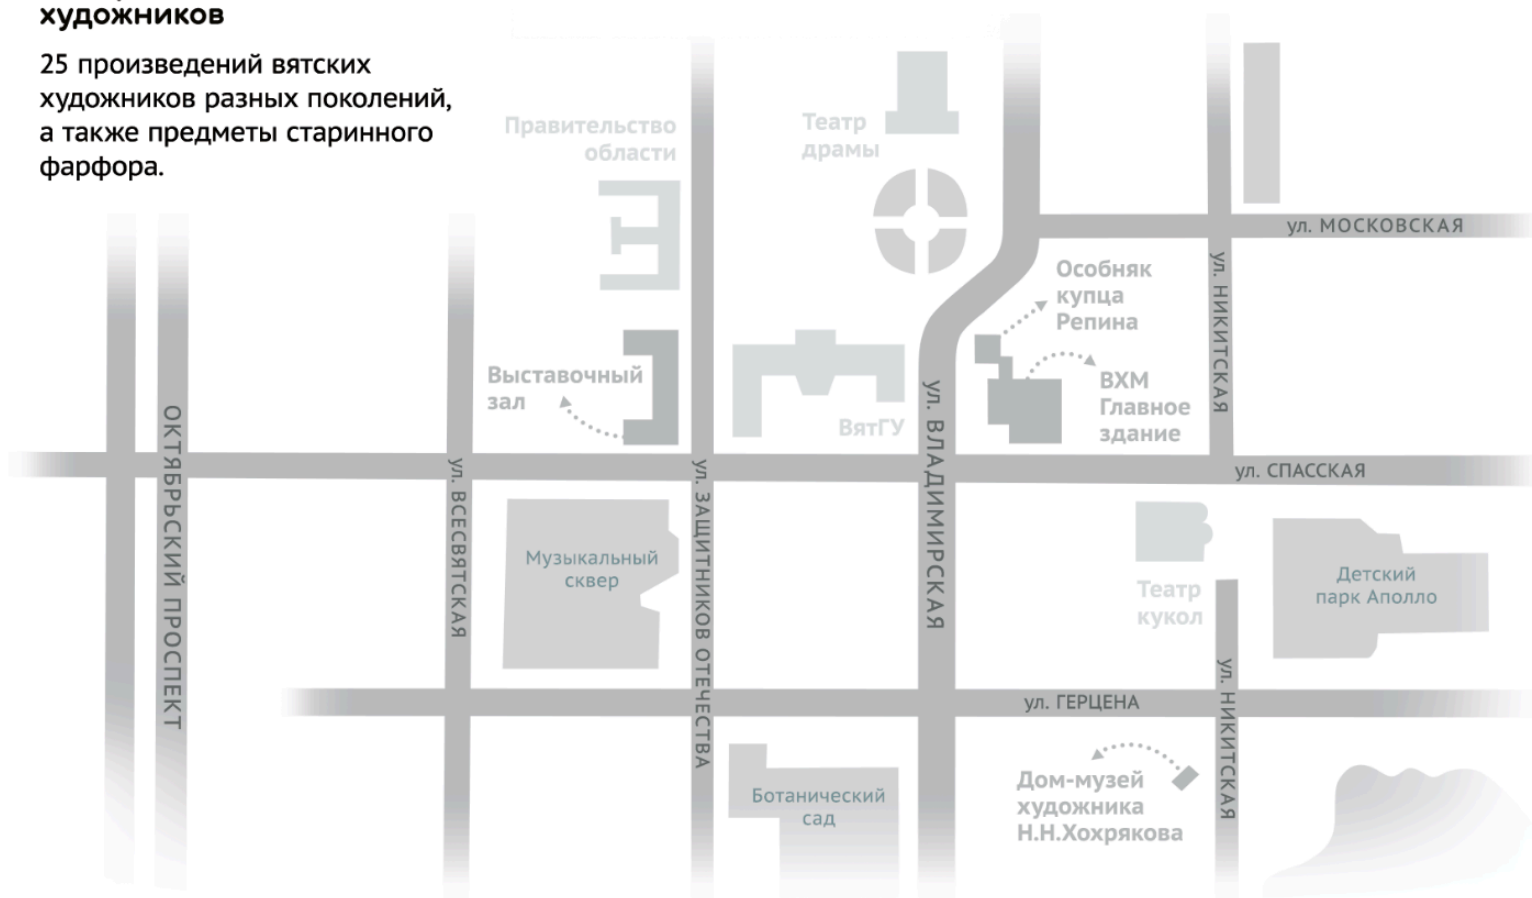 художников
25 произведений вятских
художников разных поколений,
а также предметы старинного
фарфора.
Правительство
области
Театр
драмы
ул. МОСКОВСКАЯ
Особняк
купца
Репина
ул. НИКИТСКАЯ
Выставочный
зал
ВХМ
Главное
здание
ВятГУ
ОКТЯБРЬСКИЙ ПРОСПЕКТ
ул. ВСЕСВЯТСКАЯ
ул. ЗАЩИТНИКОВ ОТЕЧЕСТВА
ул. ВЛАДИМИРСКАЯ
ул. СПАССКАЯ
Музыкальный
сквер
Театр
кукол
Детский
парк Аполло
ул. ГЕРЦЕНА
ул. НИКИТСКАЯ
Ботанический
сад
Дом-музей
художника
Н.Н.Хохрякова